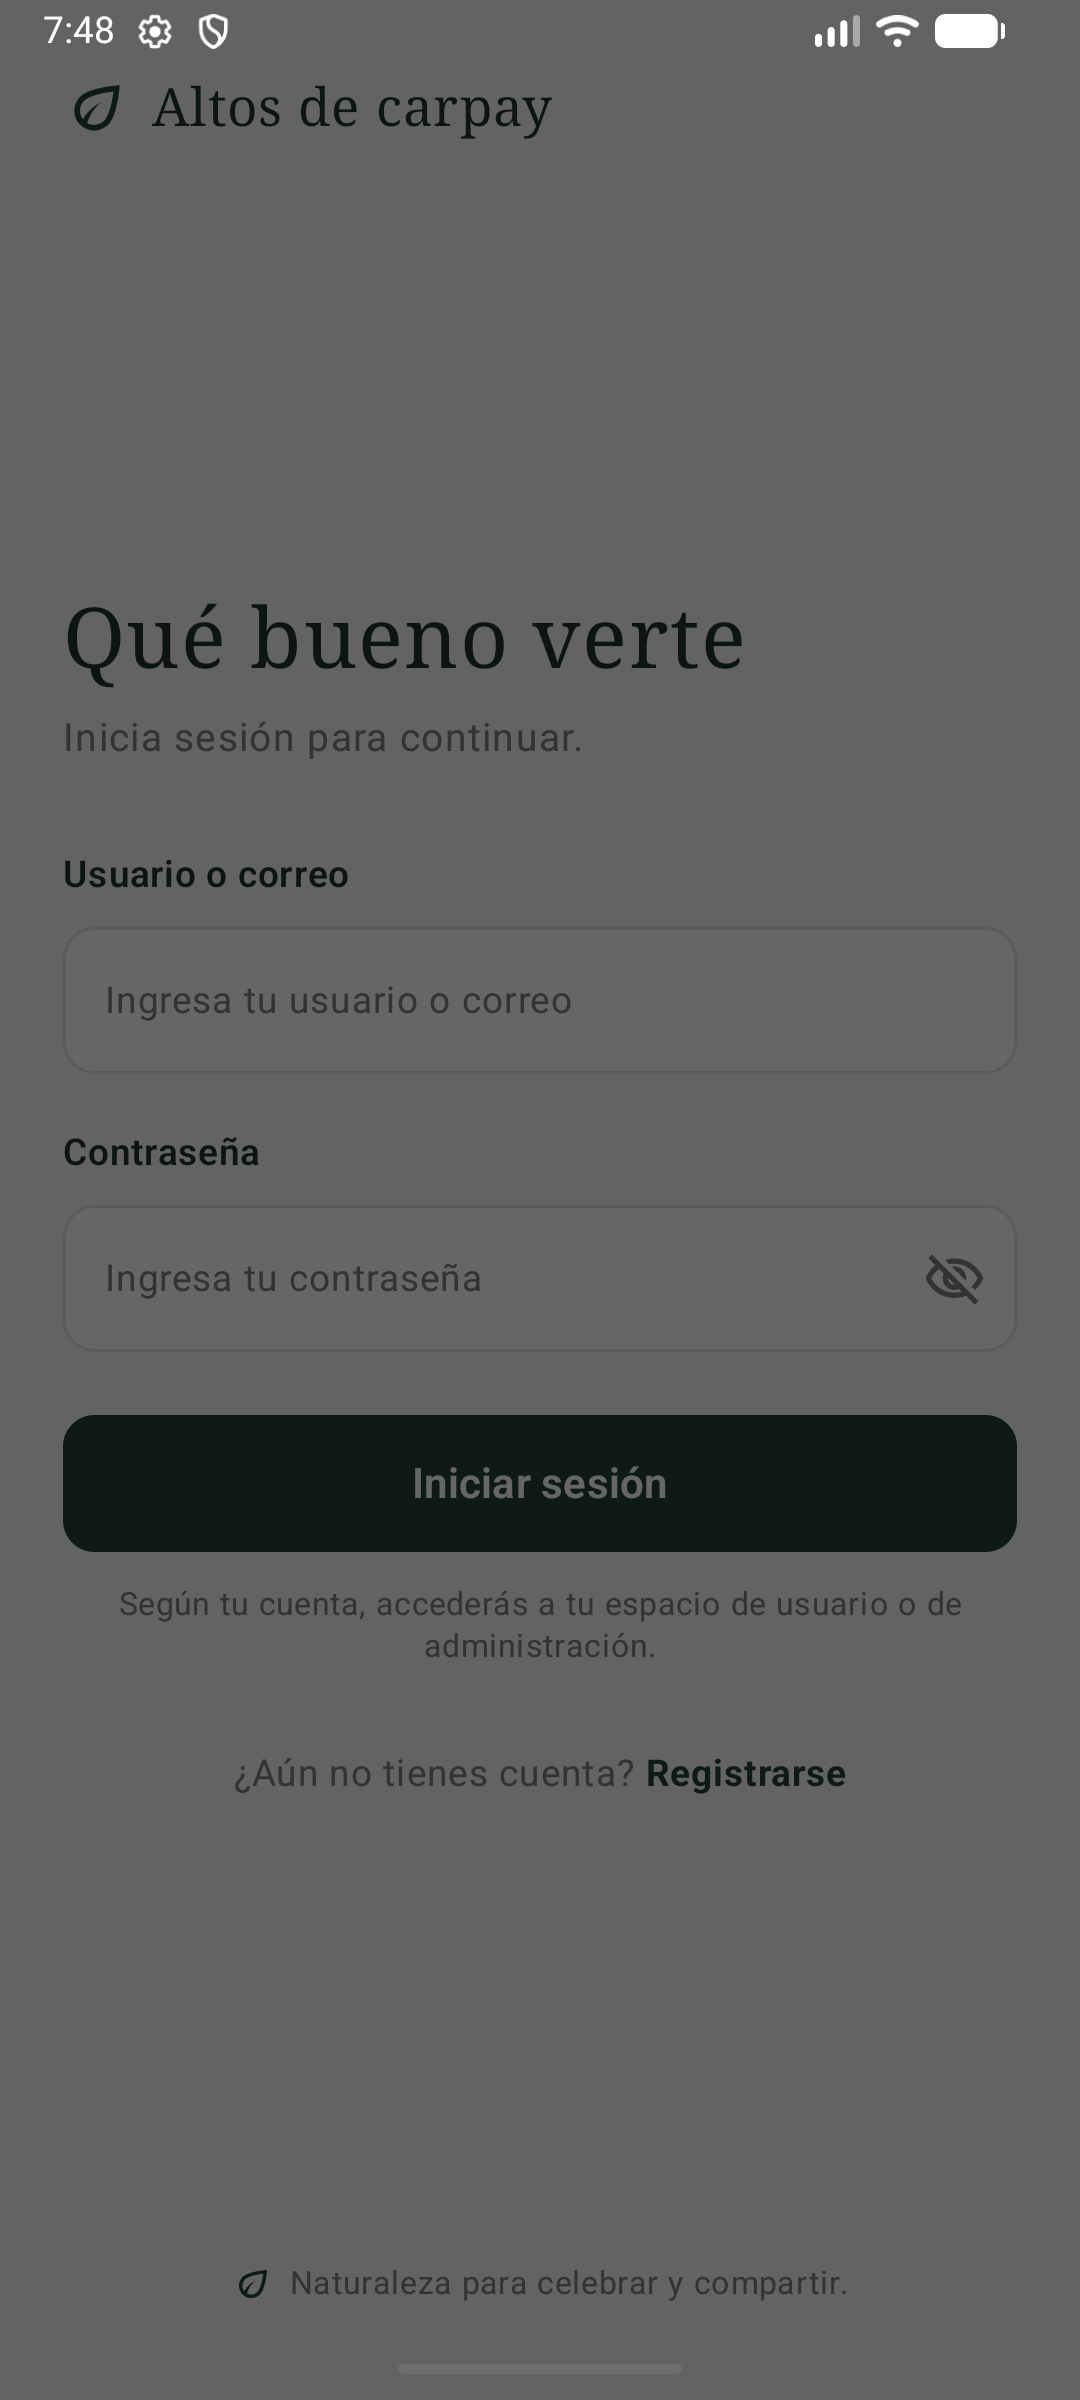 7:48
Altos de carpay
Qué bueno verte
Inicia sesión para continuar.
Usuario o correo
Ingresa tu usuario o correo
Contraseña
Ingresa tu contraseña
Iniciar sesión
Según tu cuenta, accederás a tu espacio de usuario o de
administración.
¿Aún no tienes cuenta? Registrarse
Naturaleza para celebrar y compartir.